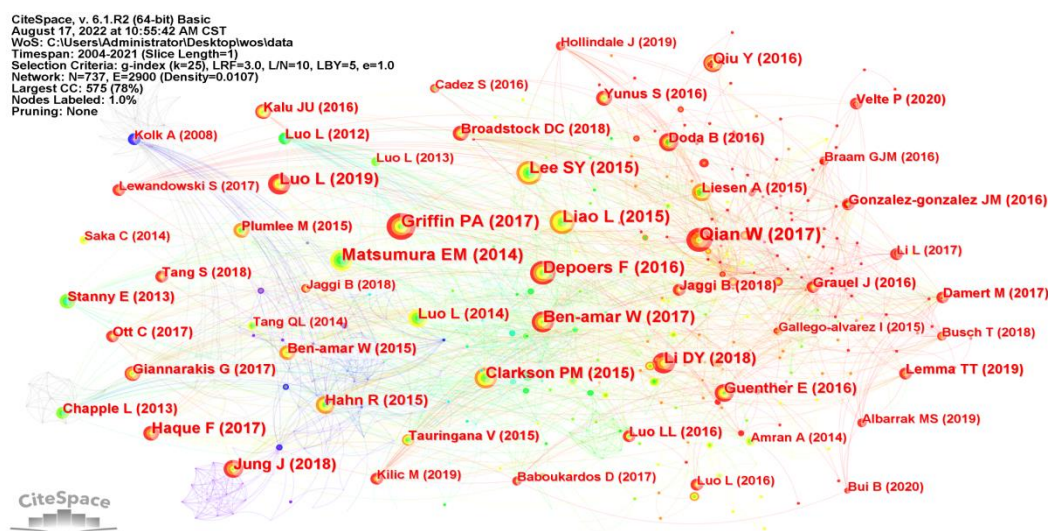 CiteSpace, v. 6.1.R2 (64-bit) Basic
August 17, 2022 at 10:55:42 AM CST
WoS: C:\Users\Administrator\Desktop\wos\data
Timespan: 2004-2021 (Slice Length=1)
Selection Criteria: g-index (k=25), LRF=3.0, L/N=10, LBY=5, e=1.0
Network: N=737, E=2900 (Density=0.0107)
Largest CC: 575 (78%)
Nodes Labeled: 1.0%
Pruning: None
Hollindale J (2019)
Qiu Y (2016)
Cadez S (2016)
Yunus S (2016)
Velte P (2020)
Kalu JU (2016)
Kolk A (2008)
Luo L (2012)
Broadstock DC (2018)
Doda B (2016)
Luo L (2013)
Braam GJM (2016)
Lee SY (2015)
Lewandowski S (2017)
Luo L (2019)
Liesen A (2015)
Gonzalez-gonzalez JM (2016)
Griffin PA (2017)
Liao L (2015)
Plumlee M (2015)
Saka C (2014)
Qian W (2017)
Li L (2017)
Matsumura EM (2014)
Depoers F (2016)
Tang S (2018)
Jaggi B (2018)
Jaggi B (2018)
Grauel J (2016)
Stanny E (2013)
Damert M (2017)
Luo L (2014)
Ben-amar W (2017)
Tang QL (2014)
Gallego-alvarez I (2015)
Ott C (2017)
Busch T (2018)
Ben-amar W (2015)
Li DY (2018)
Giannarakis G (2017)
Clarkson PM (2015)
Lemma TT (2019)
Guenther E (2016)
Hahn R (2015)
Chapple L (2013)
Albarrak MS (2019)
Haque F (2017)
Tauringana V (2015)
Luo LL (2016)
Amran A (2014)
Jung J (2018)
Kilic M (2019)
Baboukardos D (2017)
Luo L (2016)
Bui B (2020)
CiteSpace